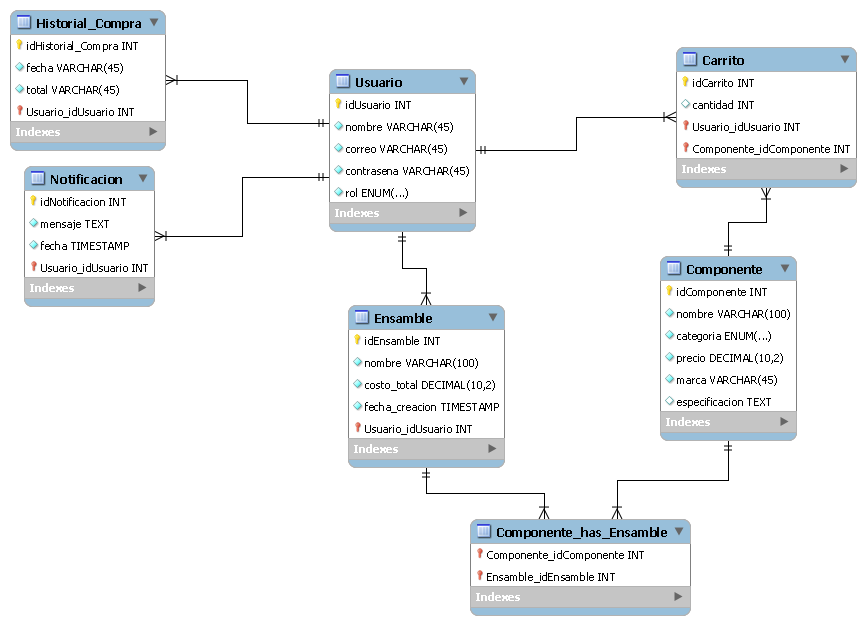 Historial_Compra
idHistorial_Compra INT
fecha VARCHAR(45)
total VARCHAR(45)
Usuario_idUsuario INT
Indexes
Notificacion
idNotificacion INT
mensaje TEXT
fecha TIMESTAMP
Usuario_idUsuario INT
Indexes
Usuario
idUsuario INT
nombre VARCHAR(45)
correo VARCHAR(45)
contrasena VARCHAR(45)
rol ENUM(...)
Indexes
Carrito
idCarrito INT
cantidad INT
Usuario_idUsuario INT
Componente_idComponente INT
Indexes
Componente
idComponente INT
nombre VARCHAR(100)
categoria ENUM(...)
precio DECIMAL(10,2)
marca VARCHAR(45)
especificacion TEXT
Indexes
Ensamble
idEnsamble INT
nombre VARCHAR(100)
costo_total DECIMAL(10,2)
fecha_creacion TIMESTAMP
Usuario_idUsuario INT
Indexes
Componente_has_Ensamble
Componente_idComponente INT
Ensamble_idEnsamble INT
Indexes